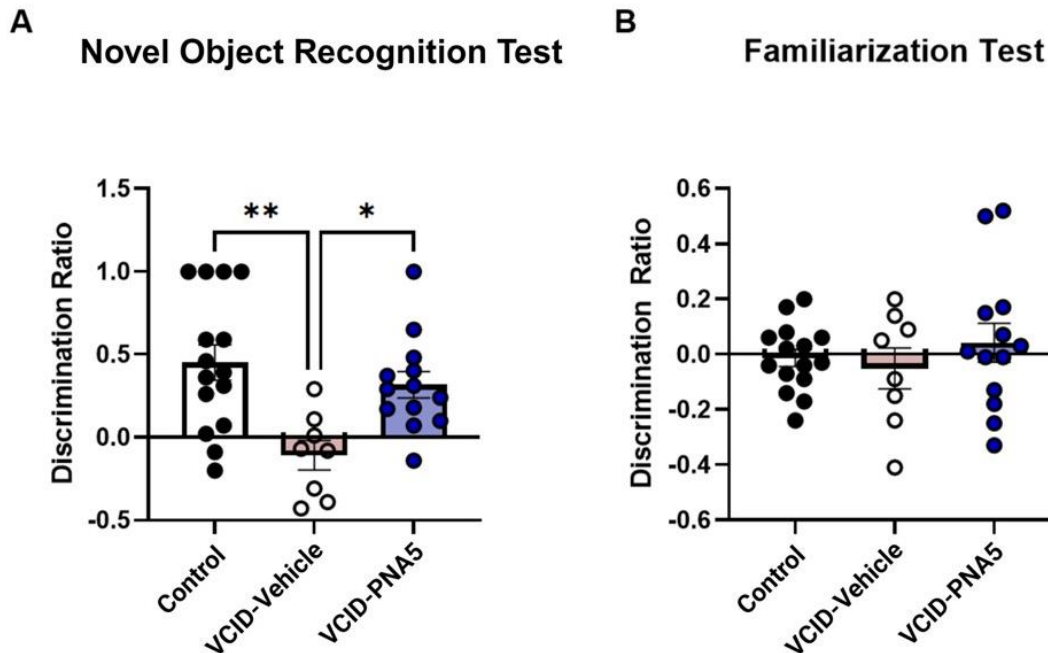 A
Novel Object Recognition Test
Discrimination Ratio
1.5
1.0
0.5
0.0
-0.5
**
*
Control
VCID-Vehicle
VCID-PNA5
B
Familiarization Test
Discrimination Ratio
0.6
0.4
0.2
0.0
-0.2
-0.4
-0.6
Control
VCID-Vehicle
VCID-PNA5